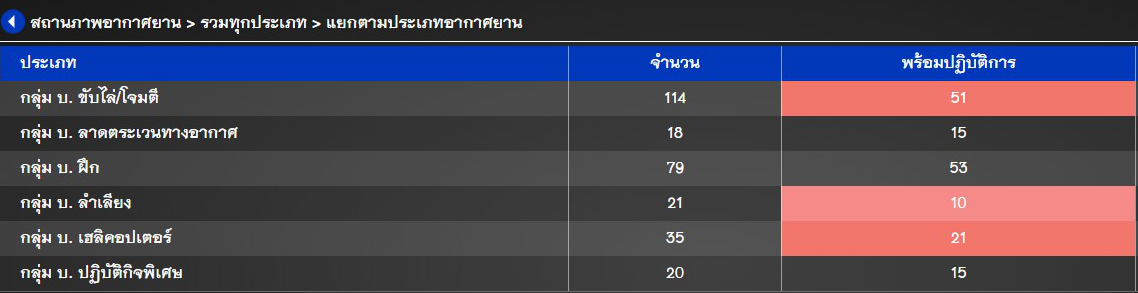 สถานภาพอากาศยาน > รวมทุกประเภท > แยกตามประเภทอากาศยาน
ประเภท จำนวน พร้อมปฏิบัติการ
กลุ่ม บ. ขับไล่/โจมตี 114 51
กลุ่ม บ. ลาดตระเวนทางอากาศ 18 15
กลุ่ม บ. ฝึก 79 53
กลุ่ม บ. ลำเลียง 21 10
กลุ่ม บ. เฮลิคอปเตอร์ 35 21
กลุ่ม บ. ปฏิบัติกิจพิเศษ 20 15